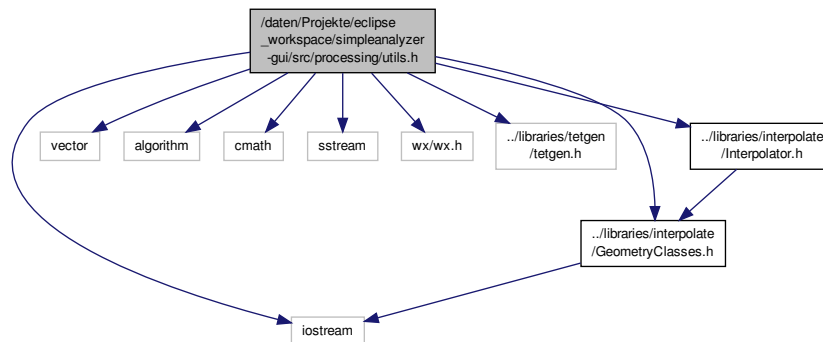 /daten/Projekte/eclipse
_workspace/simpleanalyzer
-gui/src/processing/utils.h
vector
algorithm
cmath
sstream
wx/wx.h
../libraries/tetgen
/tetgen.h
../libraries/interpolate
/Interpolator.h
../libraries/interpolate
/GeometryClasses.h
iostream